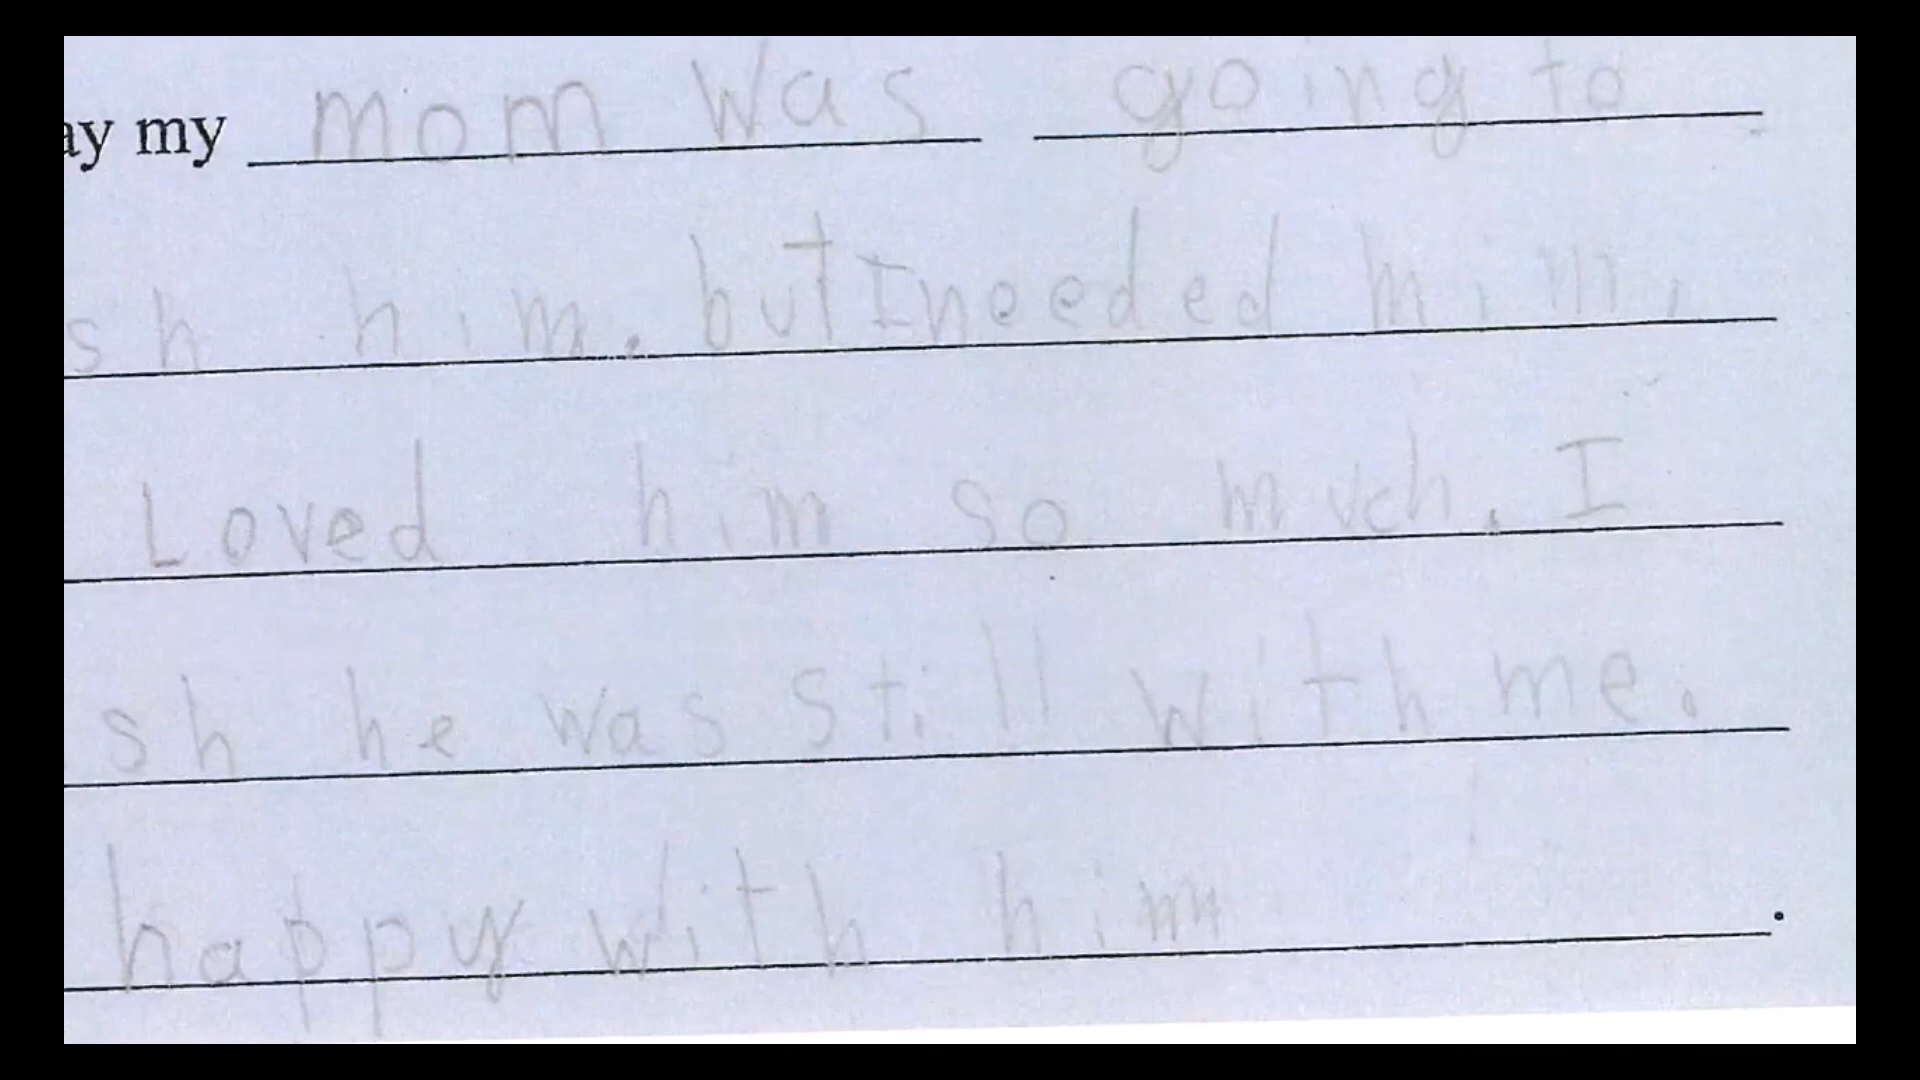 ay my mom was going to
sh him. but I needed him.
Loved him so much. I
sh he was still with me.
happy with him.